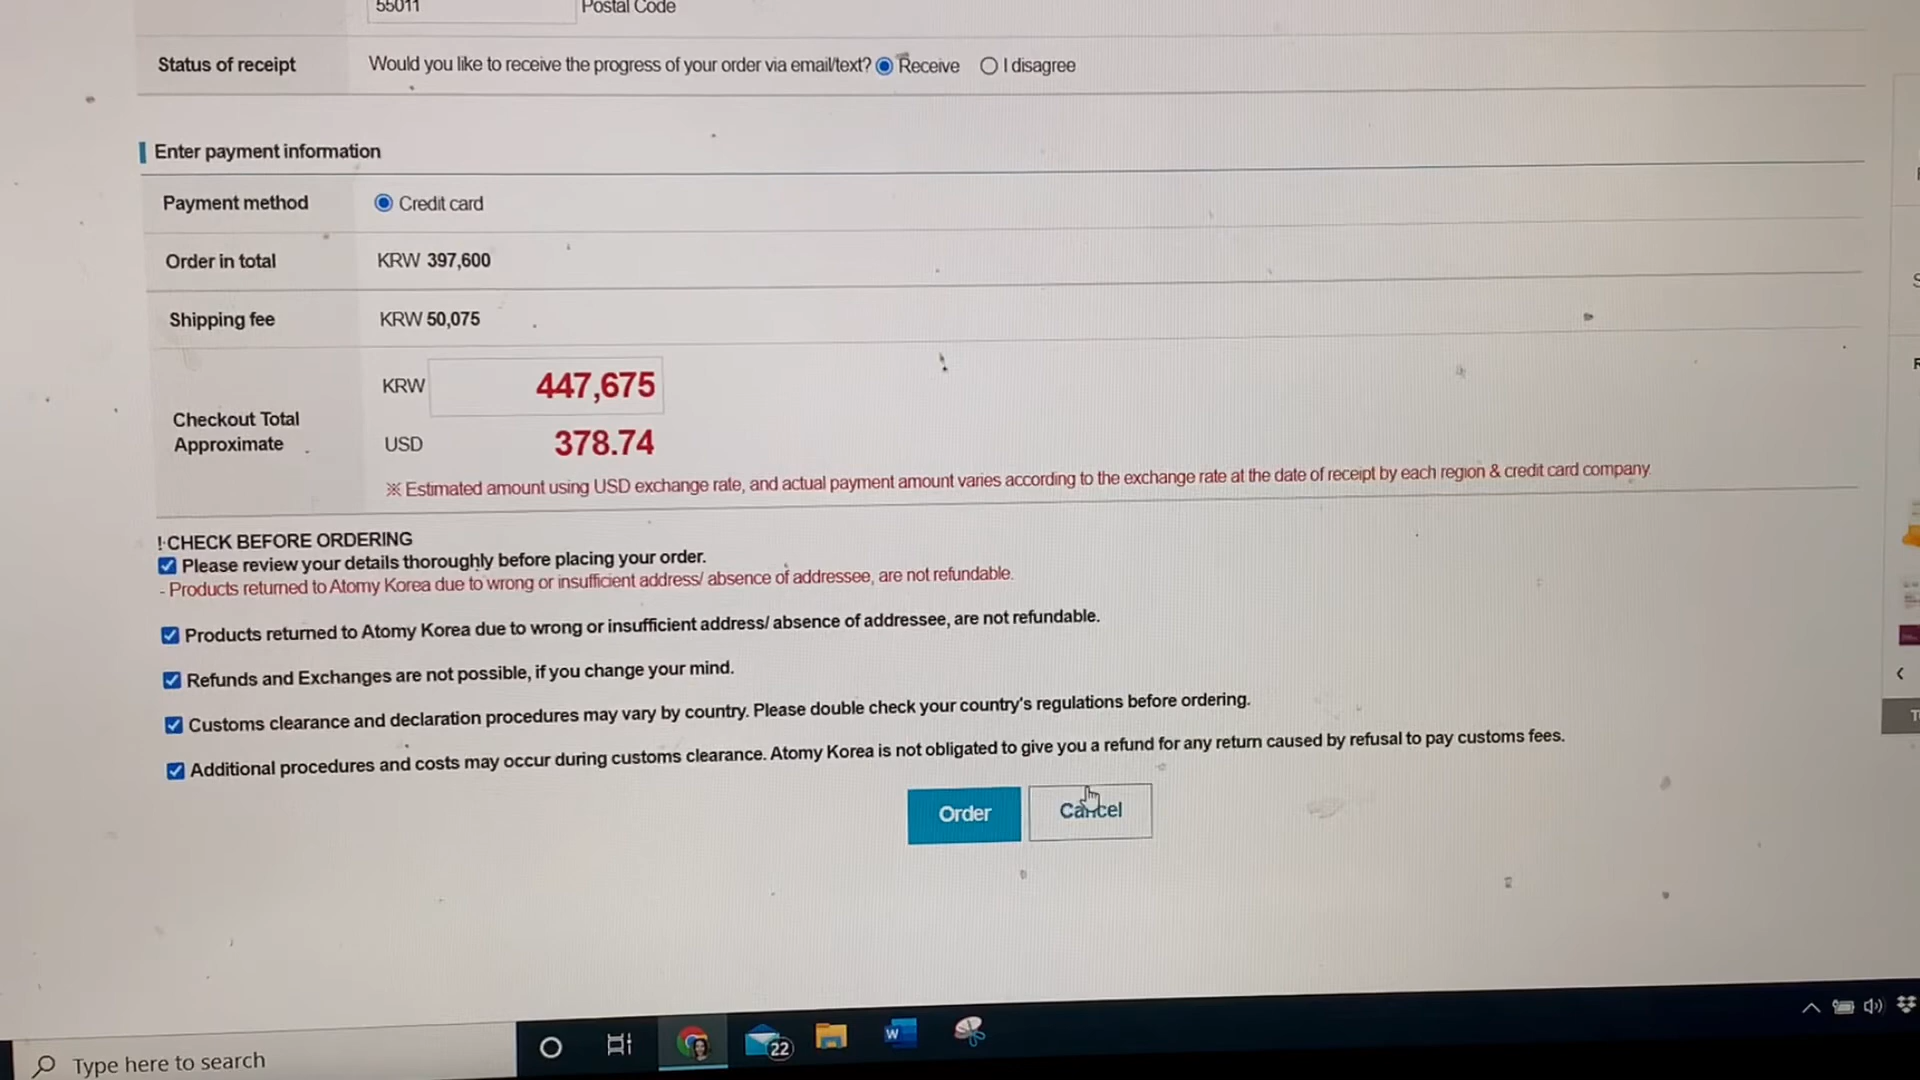 55011 Postal Code
Status of receipt Would you like to receive the progress of your order via email/text? Receive I disagree
Enter payment information
Payment method Credit card
Order in total KRW 397,600
Shipping fee KRW 50,075
Checkout Total Approximate KRW 447,675
USD 378.74
※ Estimated amount using USD exchange rate, and actual payment amount varies according to the exchange rate at the date of receipt by each region & credit card company.
! CHECK BEFORE ORDERING
Please review your details thoroughly before placing your order.
- Products returned to Atomy Korea due to wrong or insufficient address/ absence of addressee, are not refundable.
Products returned to Atomy Korea due to wrong or insufficient address/ absence of addressee, are not refundable.
Refunds and Exchanges are not possible, if you change your mind.
Customs clearance and declaration procedures may vary by country. Please double check your country's regulations before ordering.
Additional procedures and costs may occur during customs clearance. Atomy Korea is not obligated to give you a refund for any return caused by refusal to pay customs fees.
Order Cancel
Type here to search
22
W